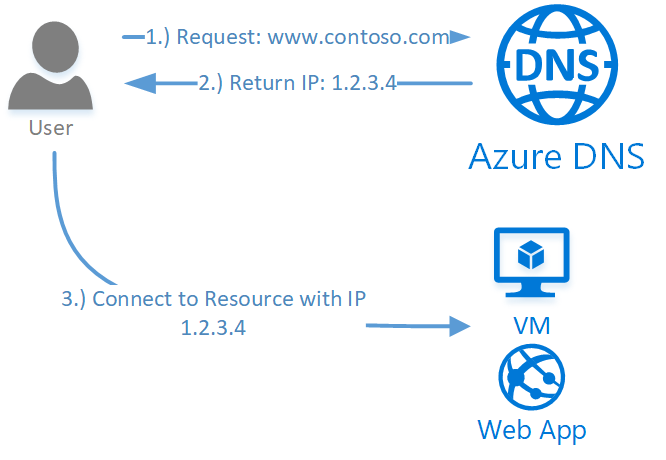 1.) Request: www.contoso.com
2.) Return IP: 1.2.3.4
DNS
User
Azure DNS
3.) Connect to Resource with IP
1.2.3.4
VM
Web App